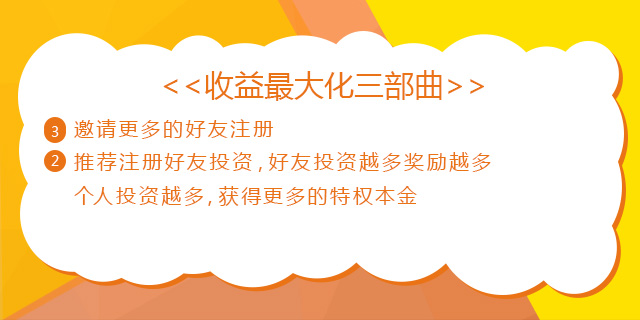 <<收益最大化三部曲>>
3 邀请更多的好友注册
2 推荐注册好友投资,好友投资越多奖励越多
个人投资越多,获得更多的特权本金